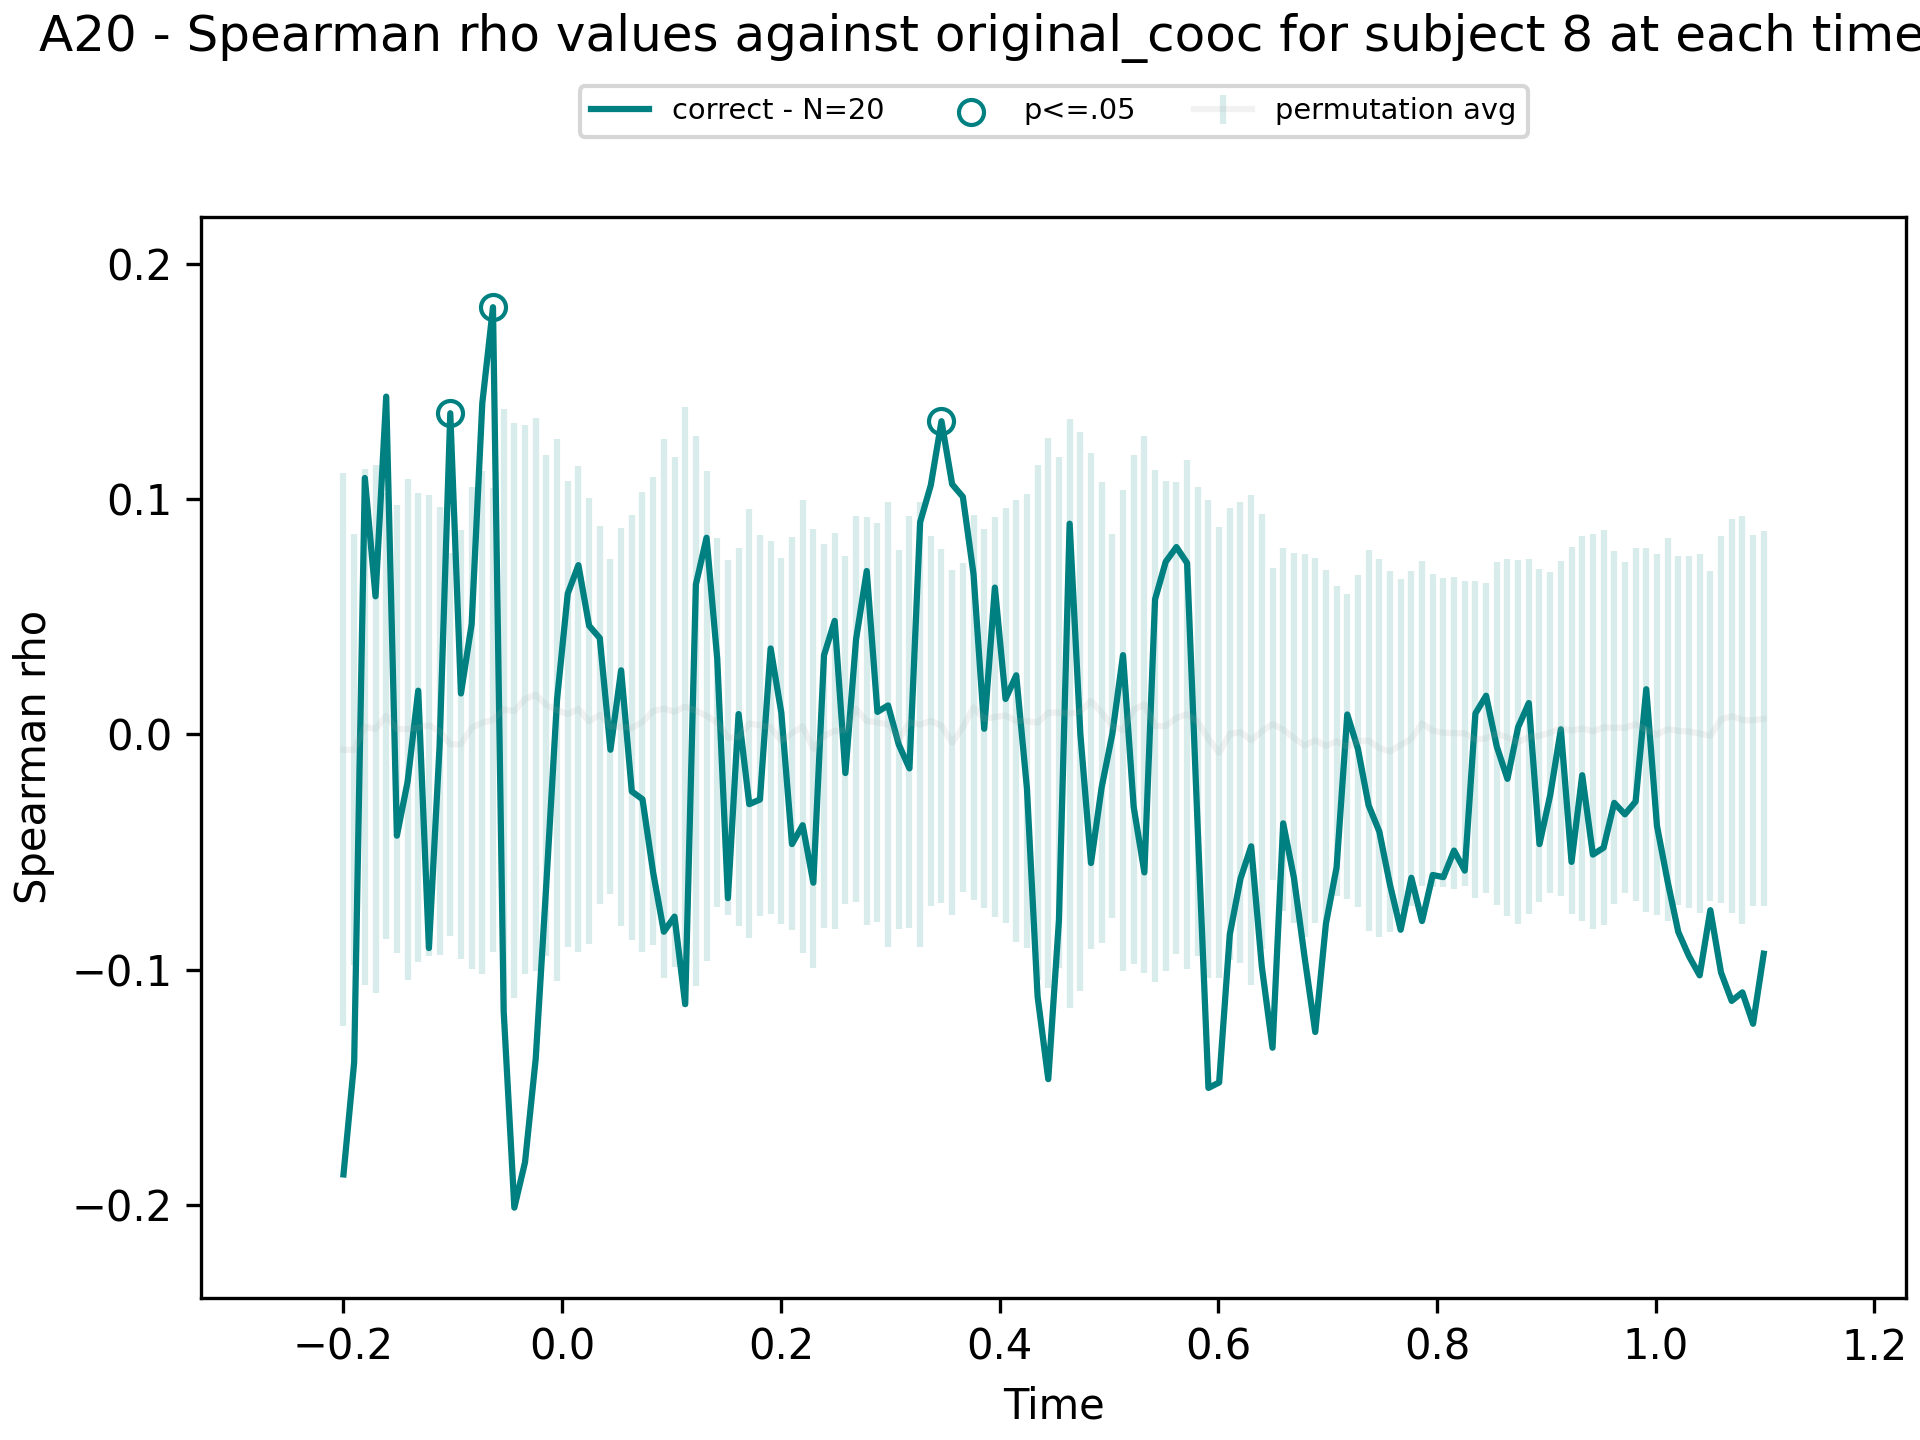 A20 - Spearman rho values against original_cooc for subject 8 at each time
correct - N=20 p<=.05 permutation avg
0.2
0.1
0.0
−0.1
−0.2
Spearman rho
−0.2 0.0 0.2 0.4 0.6 0.8 1.0 1.2
Time